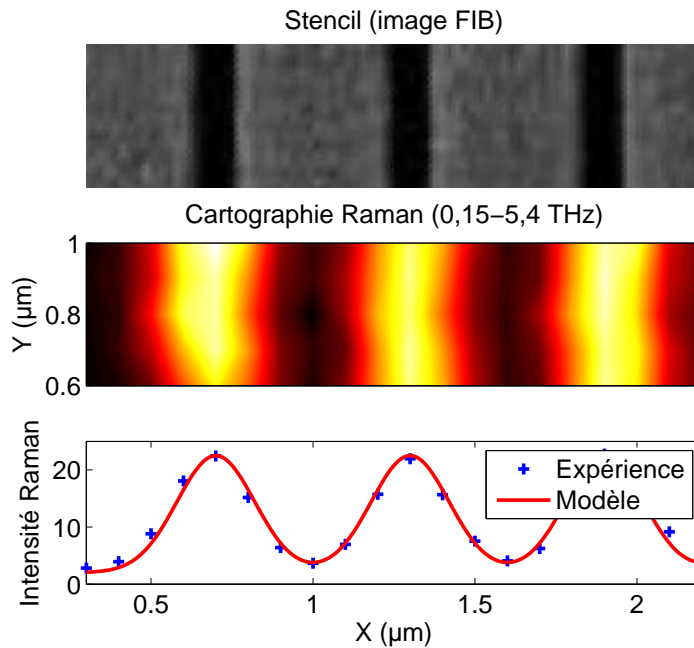 Stencil (image FIB)
Cartographie Raman (0,15−5,4 THz)
1
0.8
0.6
Y (µm)
20
10
0
Intensité Raman
Expérience
Modèle
0.5
1
1.5
2
X (µm)